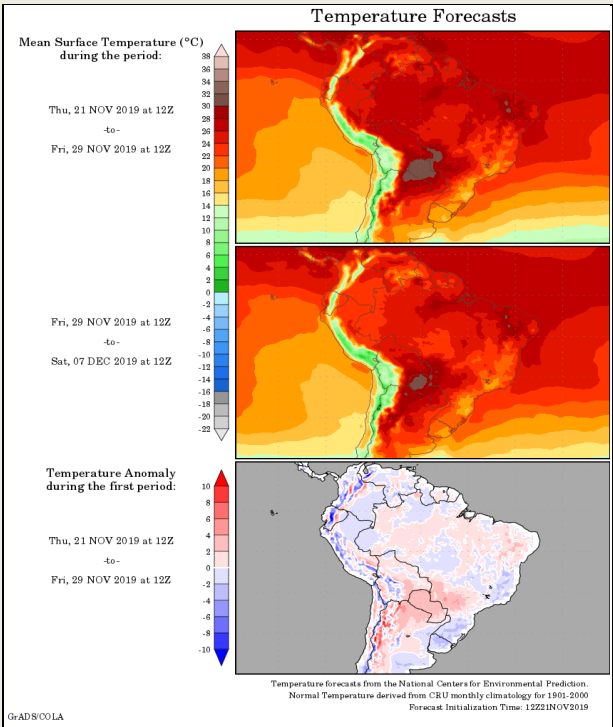 Temperature Forecasts
Mean Surface Temperature (°C)
during the period:
Thu, 21 NOV 2019 at 12Z
-to-
Fri, 29 NOV 2019 at 12Z
38
36
34
32
30
28
26
24
22
20
18
16
14
12
10
8
6
4
2
0
-2
-4
-6
-8
-10
-12
-14
-16
-18
-20
-22
Fri, 29 NOV 2019 at 12Z
-to-
Sat, 07 DEC 2019 at 12Z
Temperature Anomaly
during the first period:
Thu, 21 NOV 2019 at 12Z
-to-
Fri, 29 NOV 2019 at 12Z
10
8
6
4
2
0
-2
-4
-6
-8
-10
Temperature forecasts from the National Centers for Environmental Prediction.
Normal Temperature derived from CRU monthly climatology for 1901-2000
Forecast Initialization Time: 12Z21NOV2019
GrADS/COLA